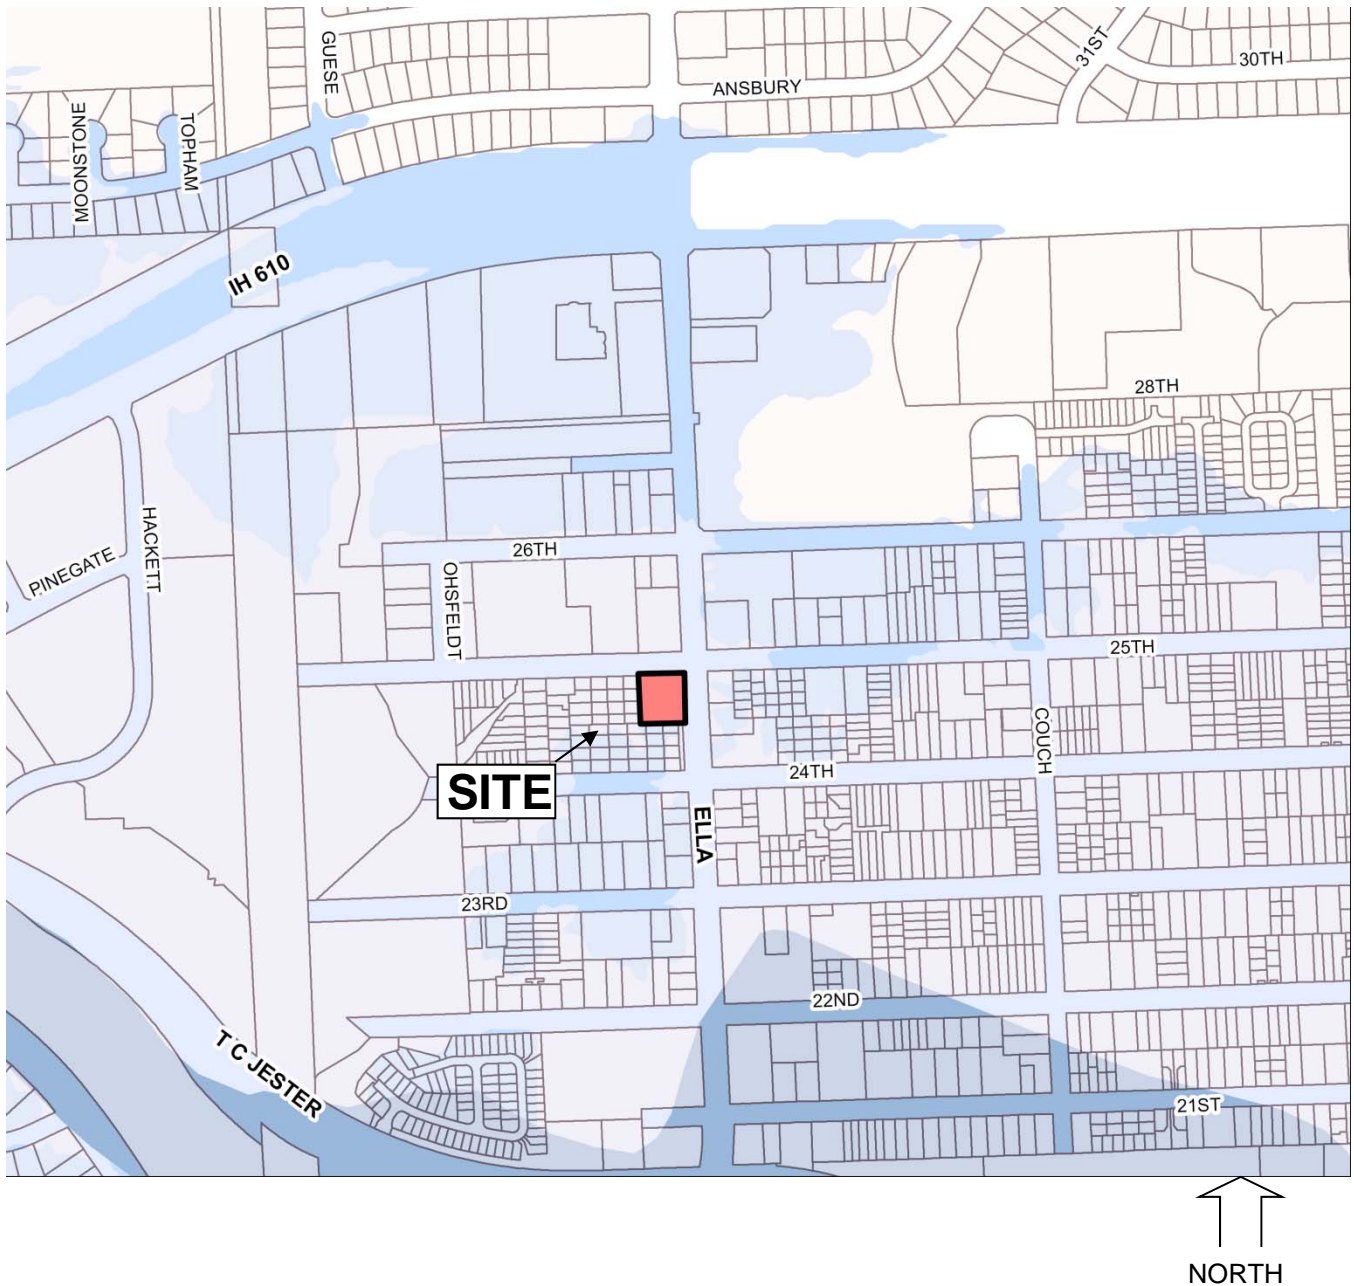 GUESE
31ST
30TH
ANSBURY
MOONSTONE
TOPHAM
IH 610
28TH
HACKETT
PINEGATE
26TH
OHSFELDT
25TH
COUCH
24TH
SITE
ELLA
23RD
22ND
T C JESTER
21ST
NORTH